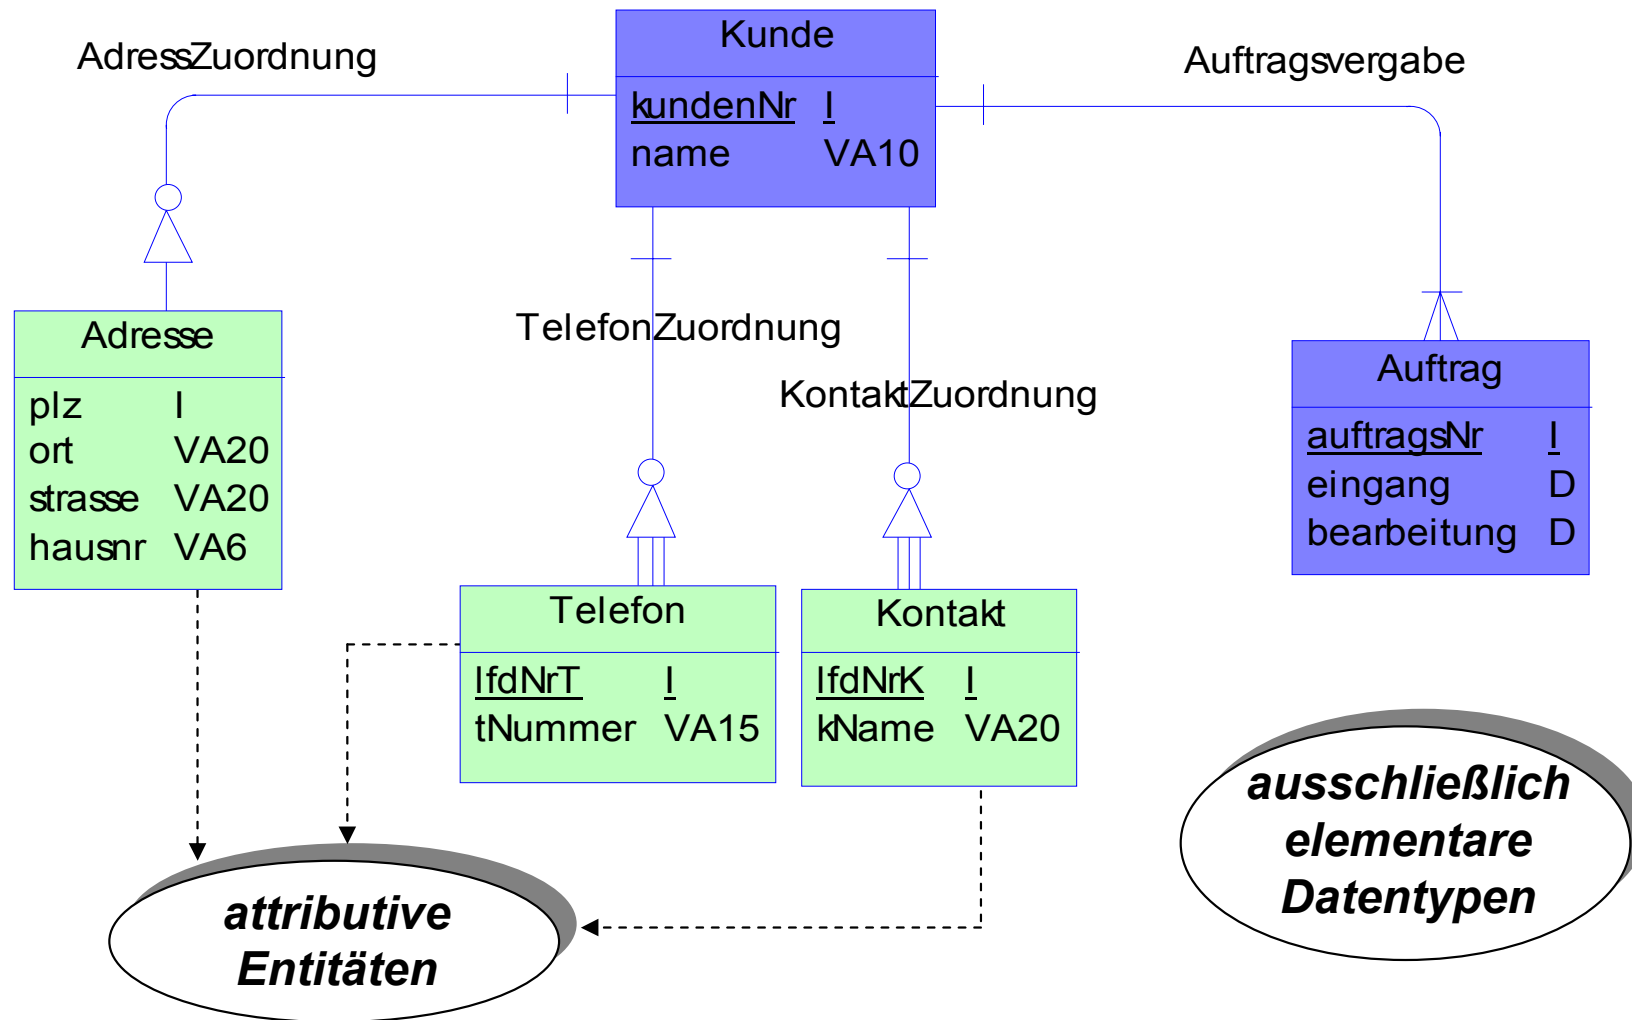 Kunde
kundenNr I
name VA10
AdressZuordnung
Auftragsvergabe
TelefonZuordnung
KontaktZuordnung
Adresse
plz I
ort VA20
strasse VA20
hausnr VA6
Telefon
lfdNrT I
tNummer VA15
Kontakt
lfdNrK I
kName VA20
Auftrag
auftragsNr I
eingang D
bearbeitung D
attributive
Entitäten
ausschließlich
elementare
Datentypen